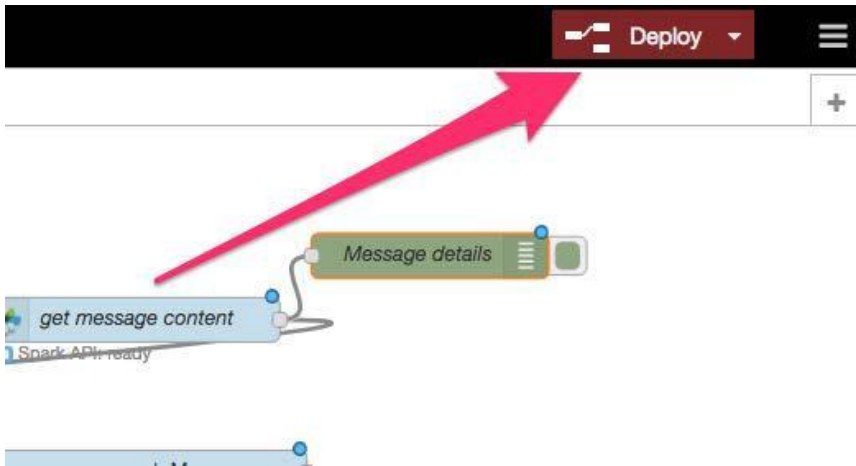 Deploy
Message details
get message content
Spark API: ready